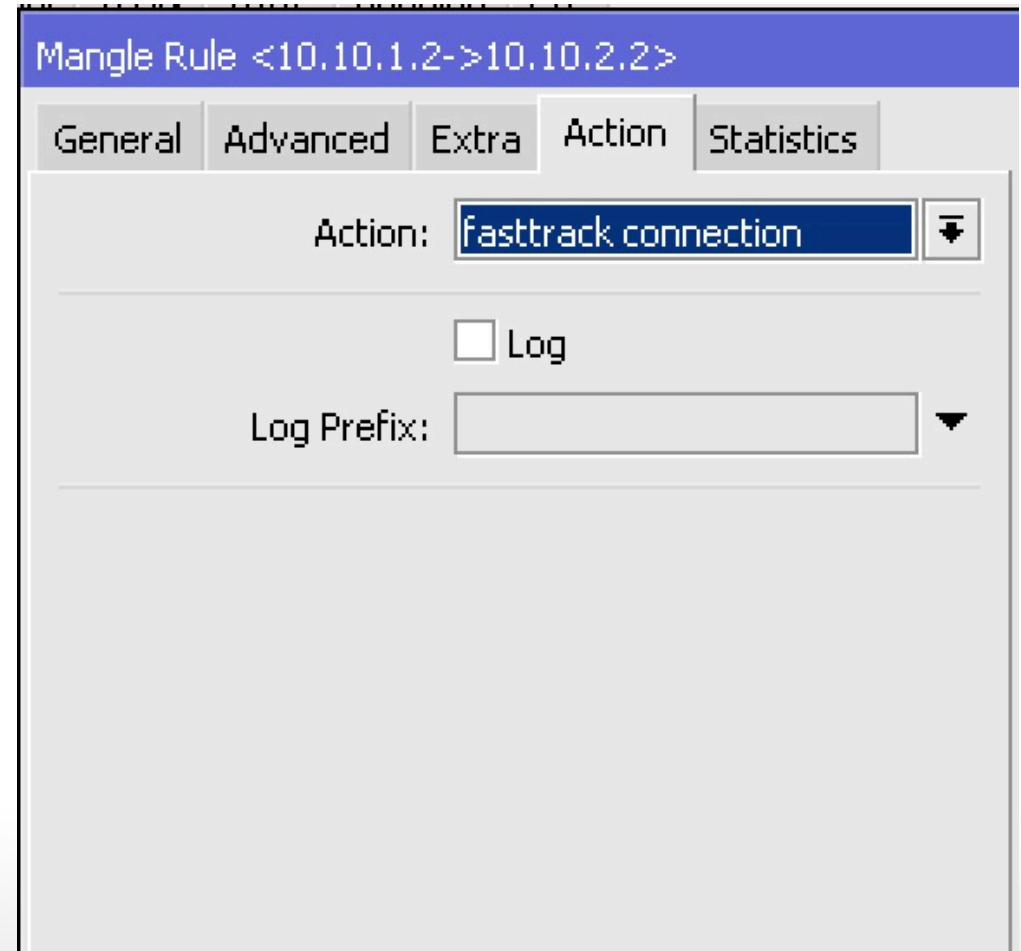 Mangle Rule <10.10.1.2->10.10.2.2>
General Advanced Extra Action Statistics
Action: fasttrack connection
Log
Log Prefix: